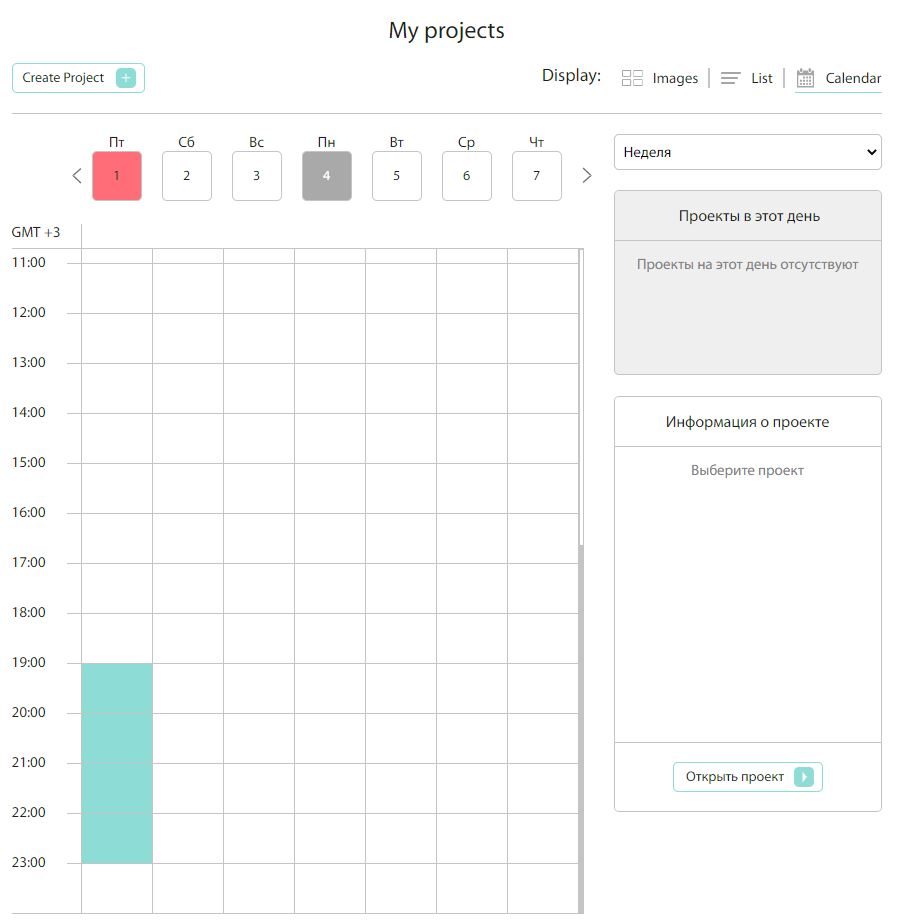 My projects
Create Project
Display: Images List Calendar
Пт Сб Вс Пн Вт Ср Чт
1 2 3 4 5 6 7
Неделя
Проекты в этот день
Проекты на этот день отсутствуют
Информация о проекте
Выберите проект
Открыть проект
GMT +3
11:00
12:00
13:00
14:00
15:00
16:00
17:00
18:00
19:00
20:00
21:00
22:00
23:00